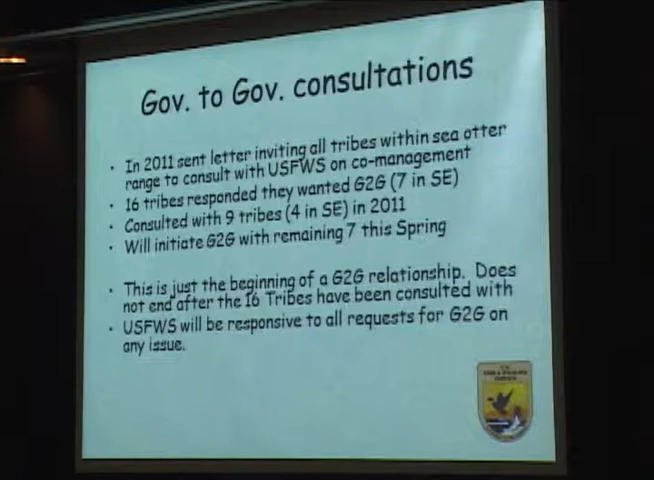 Gov. to Gov. consultations
• In 2011 sent letter inviting all tribes within sea otter
range to consult with USFWS on co-management
• 16 tribes responded they wanted G2G (7 in SE)
• Consulted with 9 tribes (4 in SE) in 2011
• Will initiate G2G with remaining 7 this Spring
• This is just the beginning of a G2G relationship. Does
not end after the 16 Tribes have been consulted with
• USFWS will be responsive to all requests for G2G on
any issue.